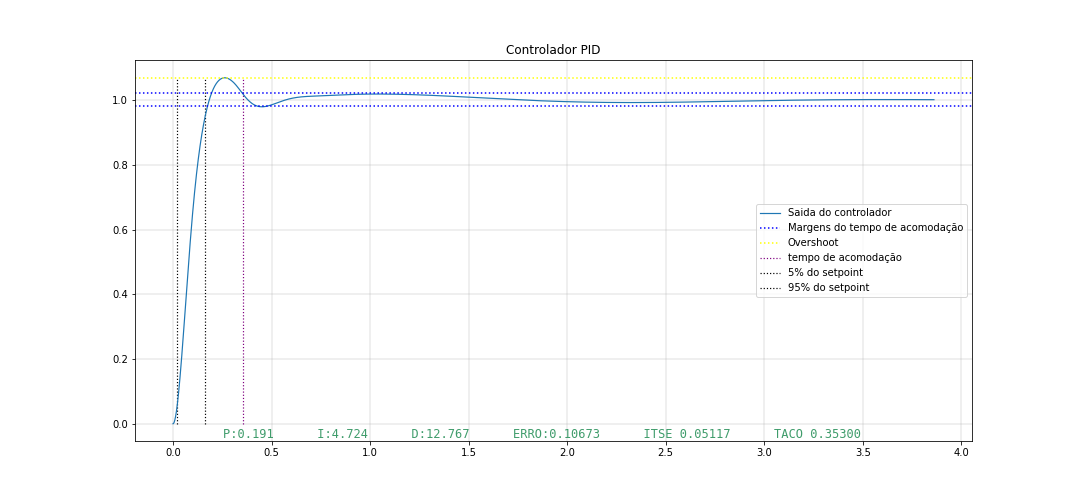 Controlador PID
1.0
0.8
0.6
0.4
0.2
0.0
Saida do controlador
Margens do tempo de acomodação
Overshoot
tempo de acomodação
5% do setpoint
95% do setpoint
P:0.191 I:4.724 D:12.767 ERRO:0.10673 ITSE 0.05117 TACO 0.35300
0.0 0.5 1.0 1.5 2.0 2.5 3.0 3.5 4.0